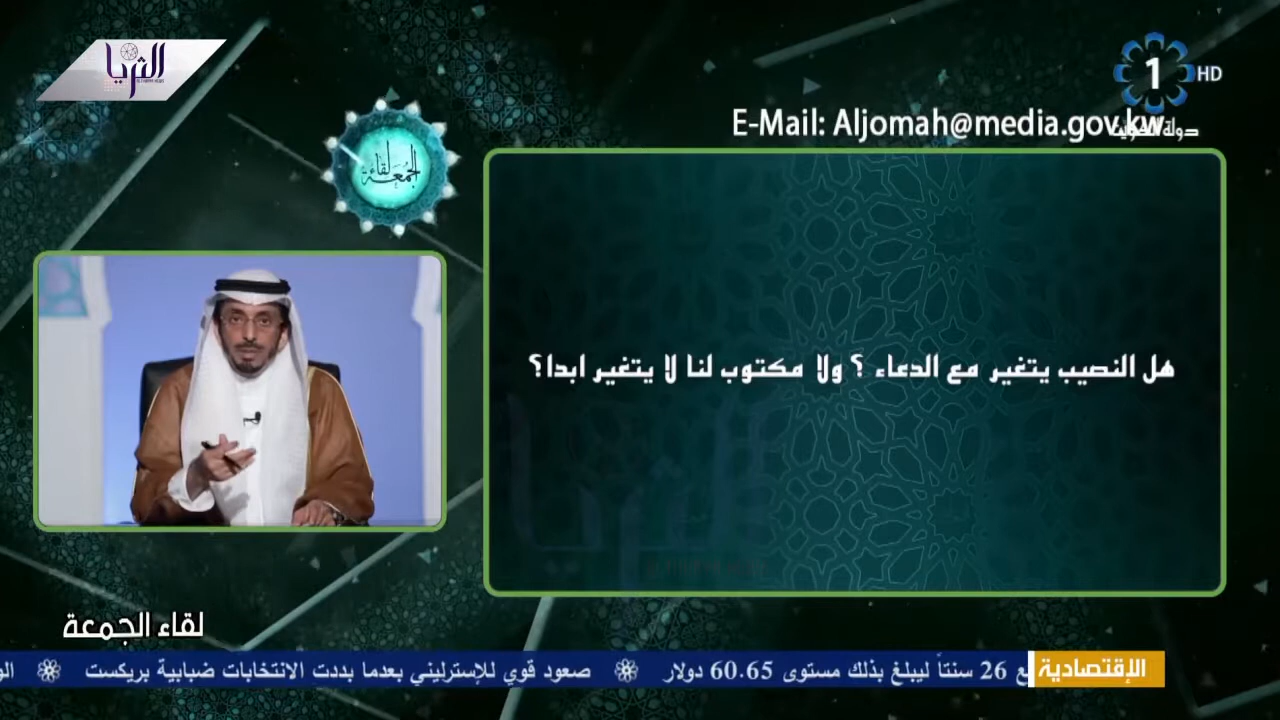 الثريا
1 HD
E-Mail: Aljomah@media.gov.kw
دولة الكويت
لقاء الجمعة
هل النصيب يتغير مع الدعاء ؟ ولا مكتوب لنا لا يتغير ابدا؟
لقاء الجمعة
الإقتصادية
ع 26 سنتاً ليبلغ بذلك مستوى 60.65 دولار صعود قوي للإسترليني بعدما بددت الانتخابات ضبابية بريكست